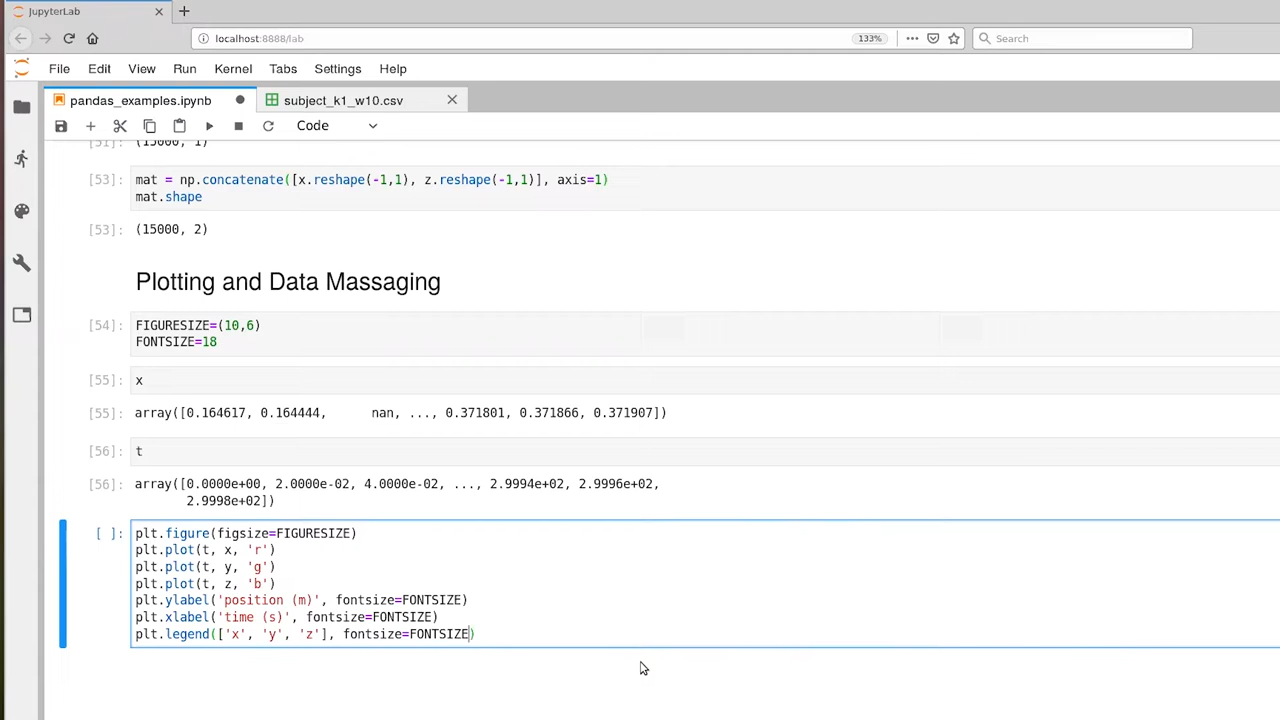 JupyterLab
localhost:8888/lab
133%
Search
File Edit View Run Kernel Tabs Settings Help
pandas_examples.ipynb
subject_k1_w10.csv
Code
[51]: (15000, 1)
[53]: mat = np.concatenate([x.reshape(-1,1), z.reshape(-1,1)], axis=1)
mat.shape
[53]: (15000, 2)
Plotting and Data Massaging
[54]: FIGURESIZE=(10,6)
FONTSIZE=18
[55]: x
[55]: array([0.164617, 0.164444, nan, ..., 0.371801, 0.371866, 0.371907])
[56]: t
[56]: array([0.0000e+00, 2.0000e-02, 4.0000e-02, ..., 2.9994e+02, 2.9996e+02,
2.9998e+02])
[ ]: plt.figure(figsize=FIGURESIZE)
plt.plot(t, x, 'r')
plt.plot(t, y, 'g')
plt.plot(t, z, 'b')
plt.ylabel('position (m)', fontsize=FONTSIZE)
plt.xlabel('time (s)', fontsize=FONTSIZE)
plt.legend(['x', 'y', 'z'], fontsize=FONTSIZE)